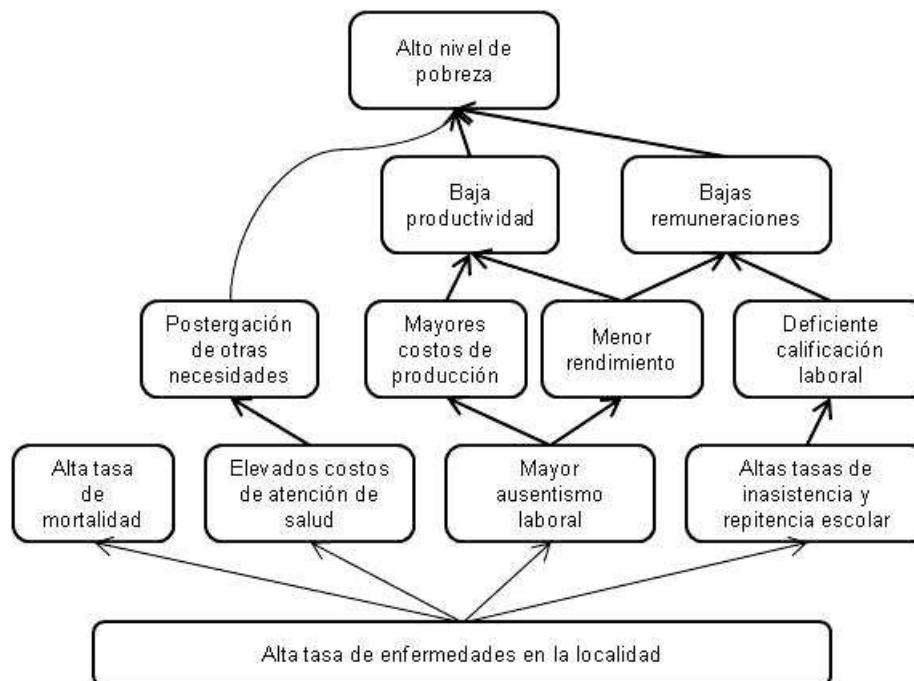 Alto nivel de
pobreza
Baja
productividad
Bajas
remuneraciones
Postergación
de otras
necesidades
Mayores
costos de
producción
Menor
rendimiento
Deficiente
calificación
laboral
Alta tasa
de
mortalidad
Elevados costos
de atención de
salud
Mayor
ausentismo
laboral
Altas tasas de
inasistencia y
repitencia escolar
Alta tasa de enfermedades en la localidad